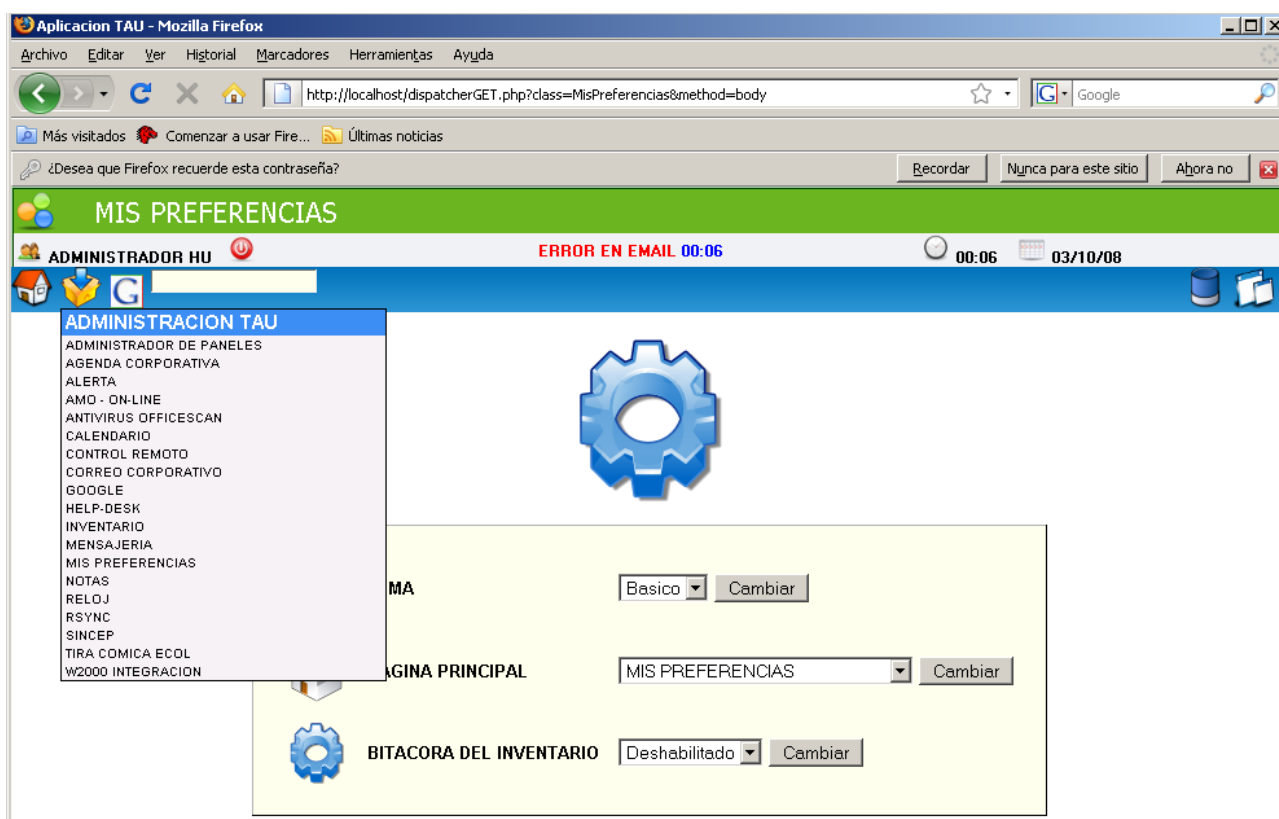 Aplicacion TAU - Mozilla Firefox
Archivo Editar Ver Historial Marcadores Herramientas Ayuda
http://localhost/dispatcherGET.php?class=MisPreferencias&method=body G Google
Más visitados Comenzar a usar Fire... Últimas noticias
¿Desea que Firefox recuerde esta contraseña? Recordar Nunca para este sitio Ahora no
MIS PREFERENCIAS
ADMINISTRADOR HU ERROR EN EMAIL 00:06 00:06 03/10/08
G
ADMINISTRACION TAU
ADMINISTRADOR DE PANELES
AGENDA CORPORATIVA
ALERTA
AMO - ON-LINE
ANTIVIRUS OFFICESCAN
CALENDARIO
CONTROL REMOTO
CORREO CORPORATIVO
GOOGLE
HELP-DESK
INVENTARIO
MENSAJERIA
MIS PREFERENCIAS
NOTAS
RELOJ
RSYNC
SINCEP
TIRA COMICA ECOL
W2000 INTEGRACION
MA Basico Cambiar
AGINA PRINCIPAL MIS PREFERENCIAS Cambiar
BITACORA DEL INVENTARIO Deshabilitado Cambiar